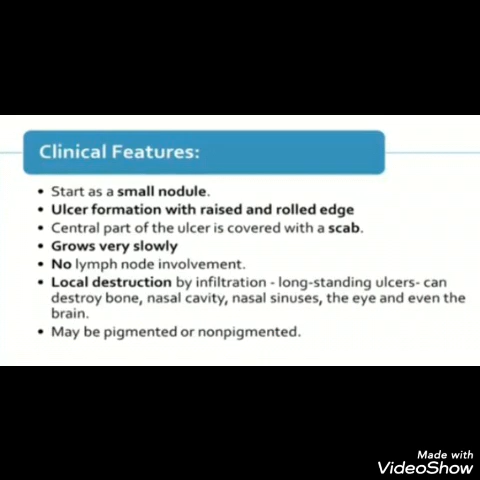 Clinical Features:
• Start as a small nodule.
• Ulcer formation with raised and rolled edge
• Central part of the ulcer is covered with a scab.
• Grows very slowly
• No lymph node involvement.
• Local destruction by infiltration - long-standing ulcers- can
destroy bone, nasal cavity, nasal sinuses, the eye and even the
brain.
• May be pigmented or nonpigmented.
Made with
VideoShow